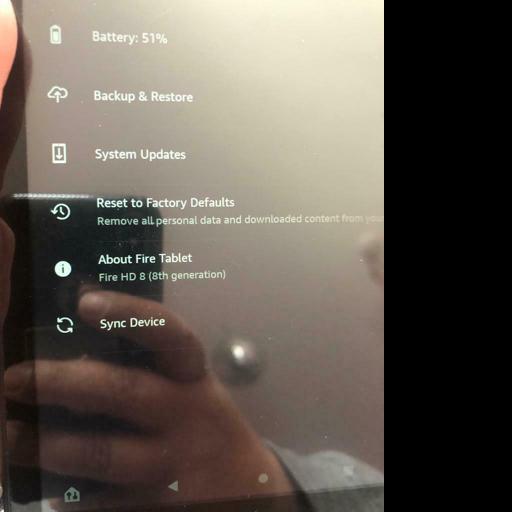 Battery: 51%
Backup & Restore
System Updates
Reset to Factory Defaults
Remove all personal data and downloaded content from your
About Fire Tablet
Fire HD 8 (8th generation)
Sync Device